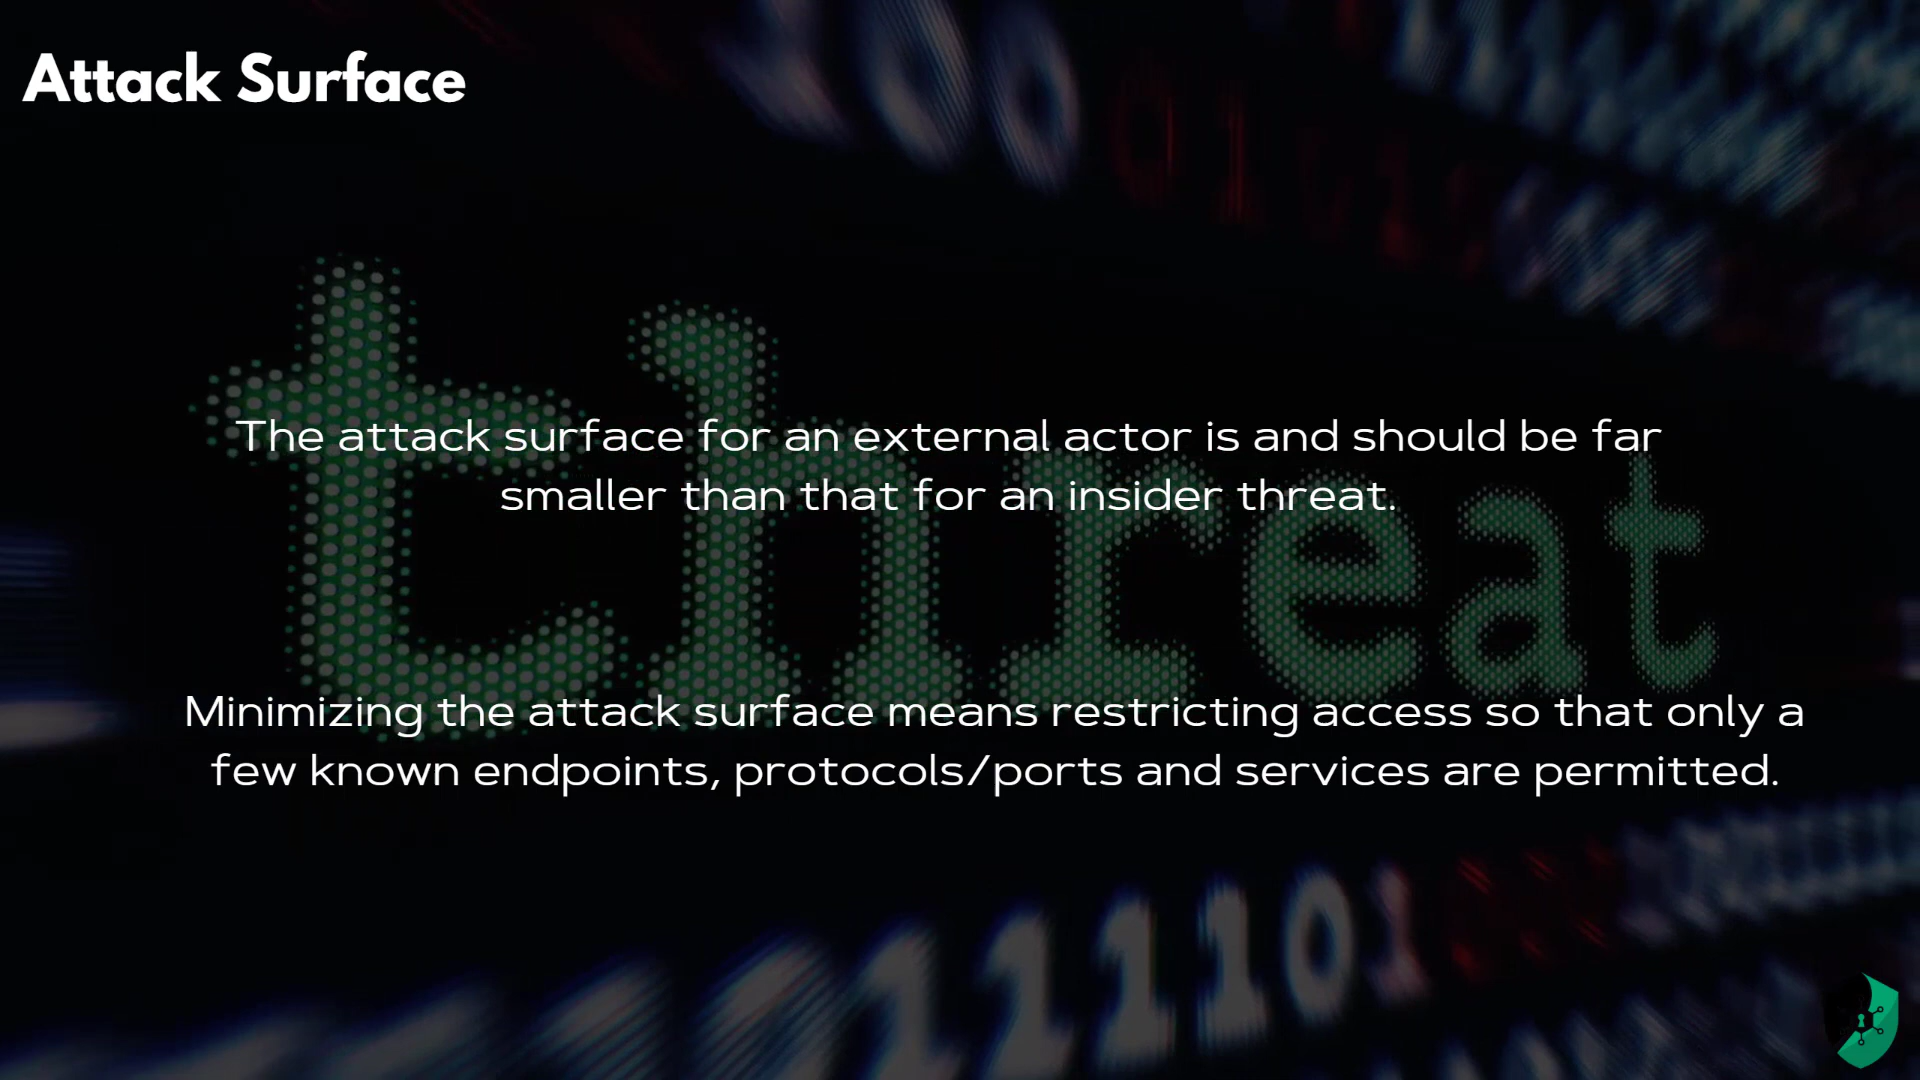 Attack Surface
The attack surface for an external actor is and should be far
smaller than that for an insider threat.
threat
Minimizing the attack surface means restricting access so that only a
few known endpoints, protocols/ports and services are permitted.
11101